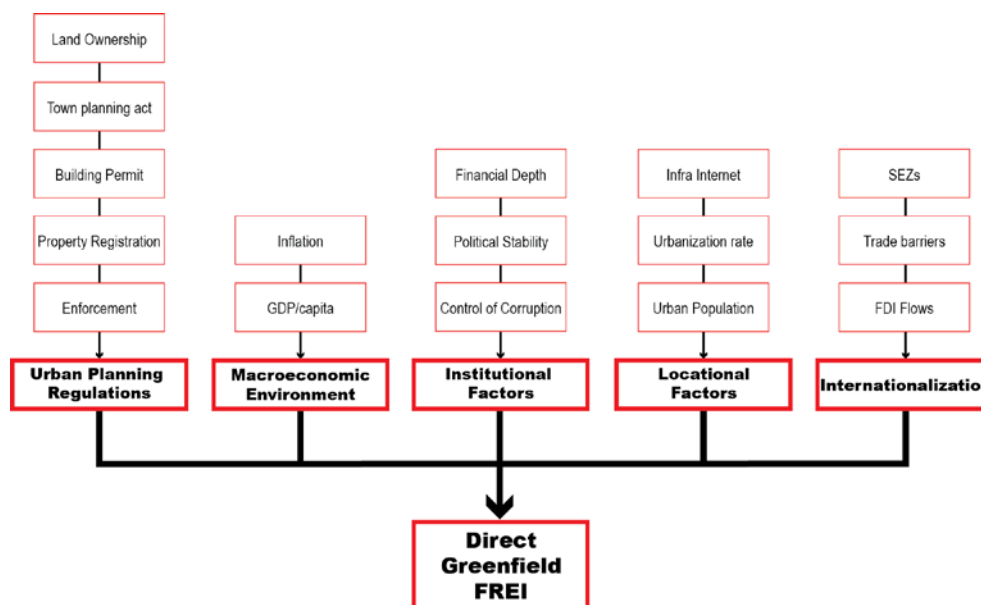 Land Ownership
Town planning act
Building Permit
Property Registration
Enforcement
Urban Planning
Regulations
Inflation
GDP/capita
Macroeconomic
Environment
Financial Depth
Political Stability
Control of Corruption
Institutional
Factors
Infra Internet
Urbanization rate
Urban Population
Locational
Factors
SEZs
Trade barriers
FDI Flows
Internationalizatio
Direct
Greenfield
FREI